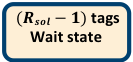 (R_sol − 1) tags
Wait state